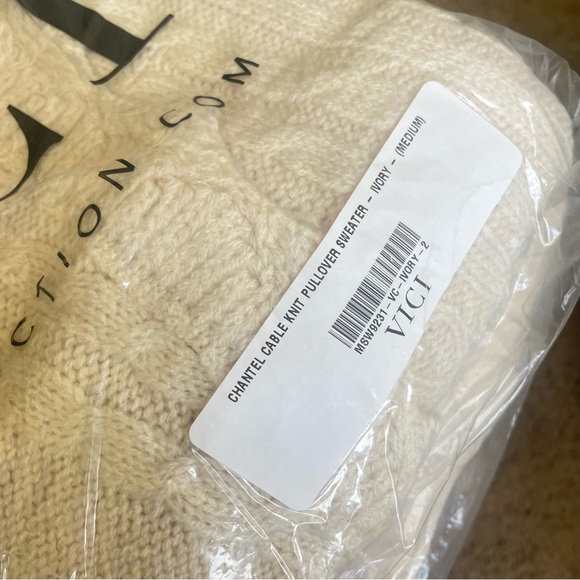 CTION.COM
CHANTEL CABLE KNIT PULLOVER SWEATER - IVORY - (MEDIUM)
MSW9231-VC-IVORY-2
VICI